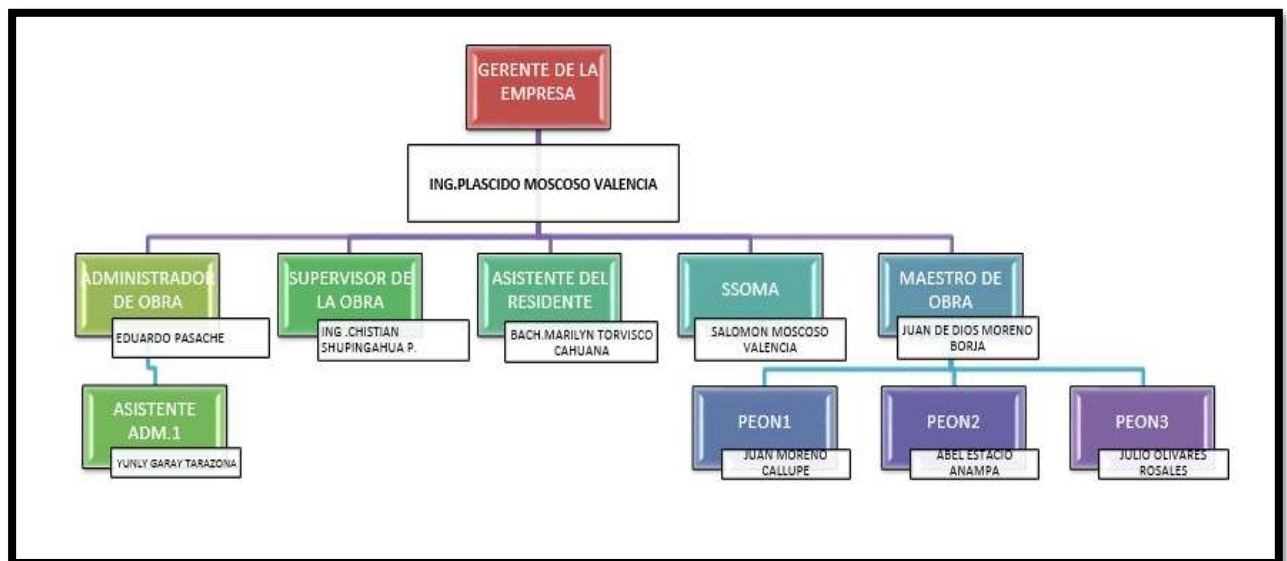 GERENTE DE LA
EMPRESA
ING.PLASCIDO MOSCOSO VALENCIA
ADMINISTRADOR
DE OBRA
EDUARDO PASACHE
SUPERVISOR DE
LA OBRA
ING .CHISTIAN
SHUPINGAHUA P.
ASISTENTE DEL
RESIDENTE
BACH.MARILYN TORVISCO
CAHUANA
SSOMA
SALOMON MOSCOSO
VALENCIA
MAESTRO DE
OBRA
JUAN DE DIOS MORENO
BORJA
ASISTENTE
ADM.1
YUNLY GARAY TARAZONA
PEON1
JUAN MORENO
CALLUPE
PEON2
ABEL ESTACIO
ANAMPA
PEON3
JULIO OLIVARES
ROSALES